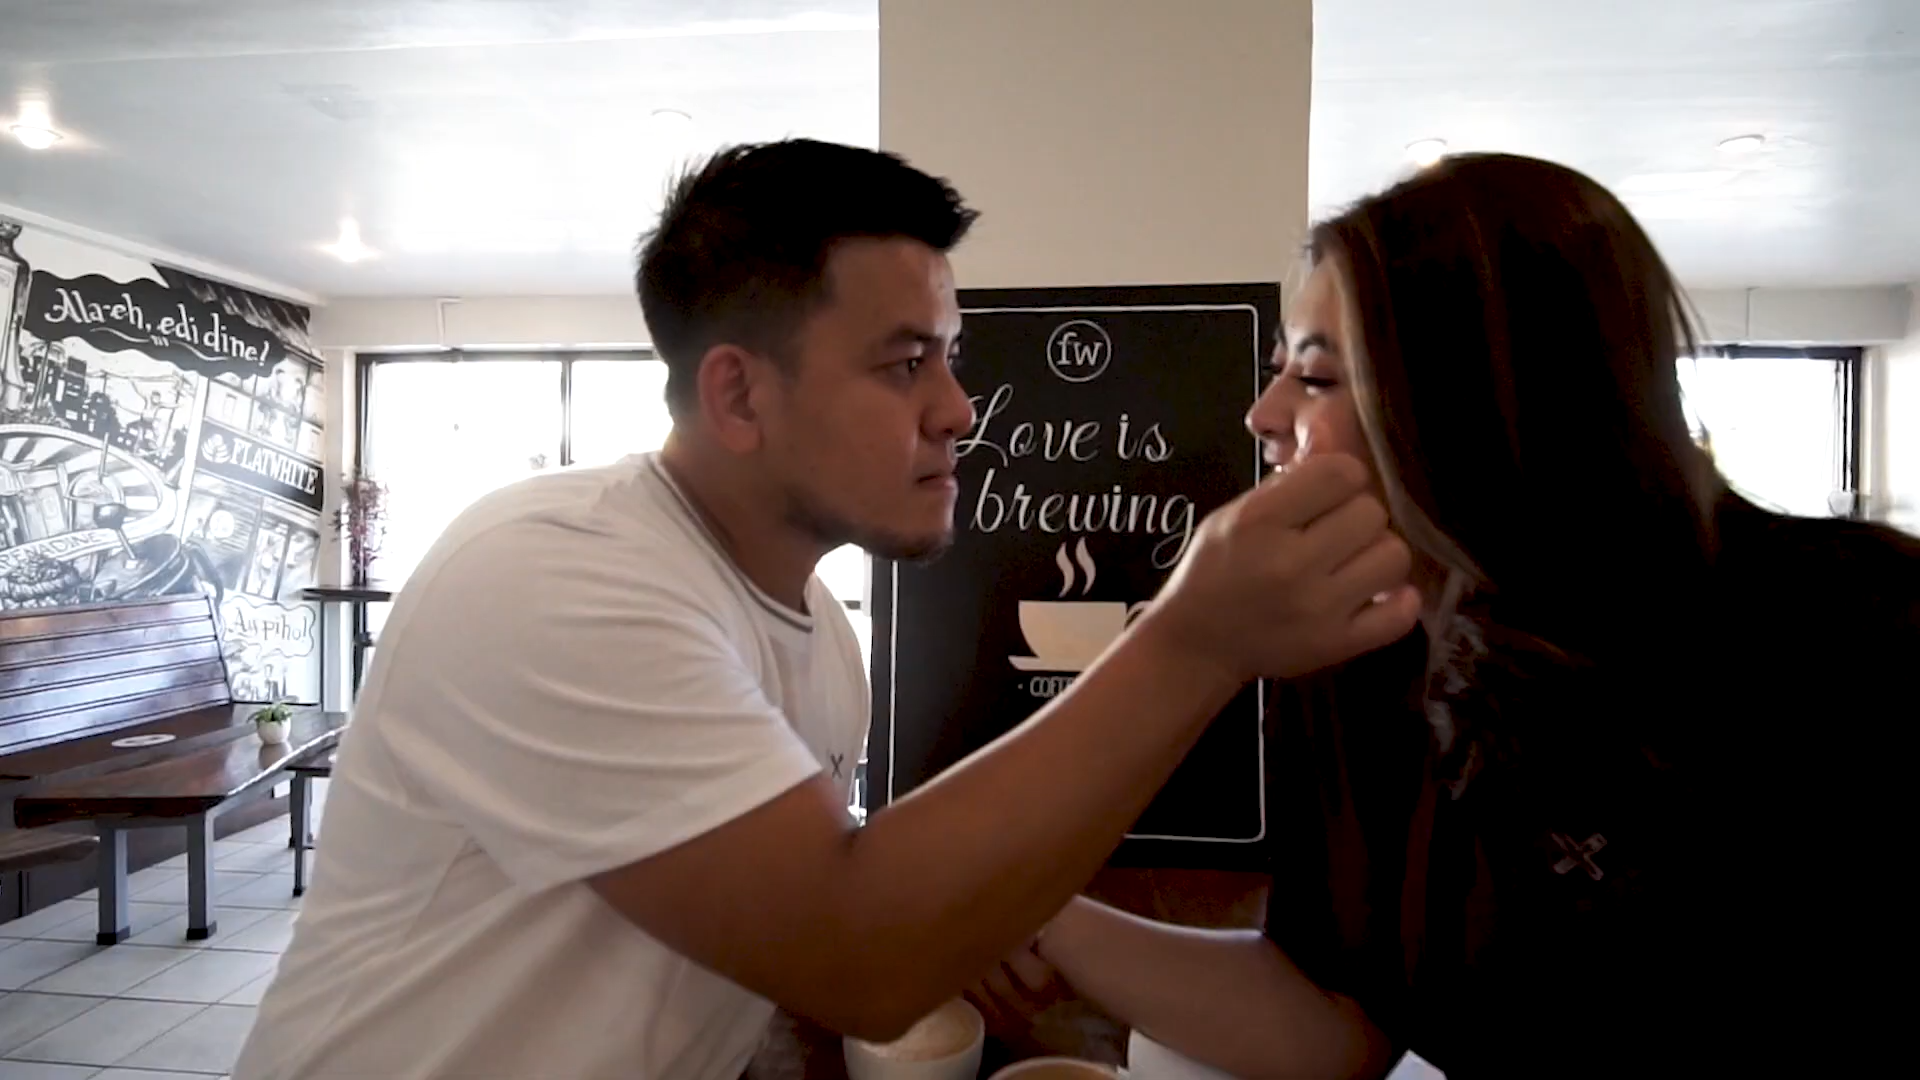 Ala-eh, edi dine!
FLATWHITE
Ay piho!
fw
Love is
brewing